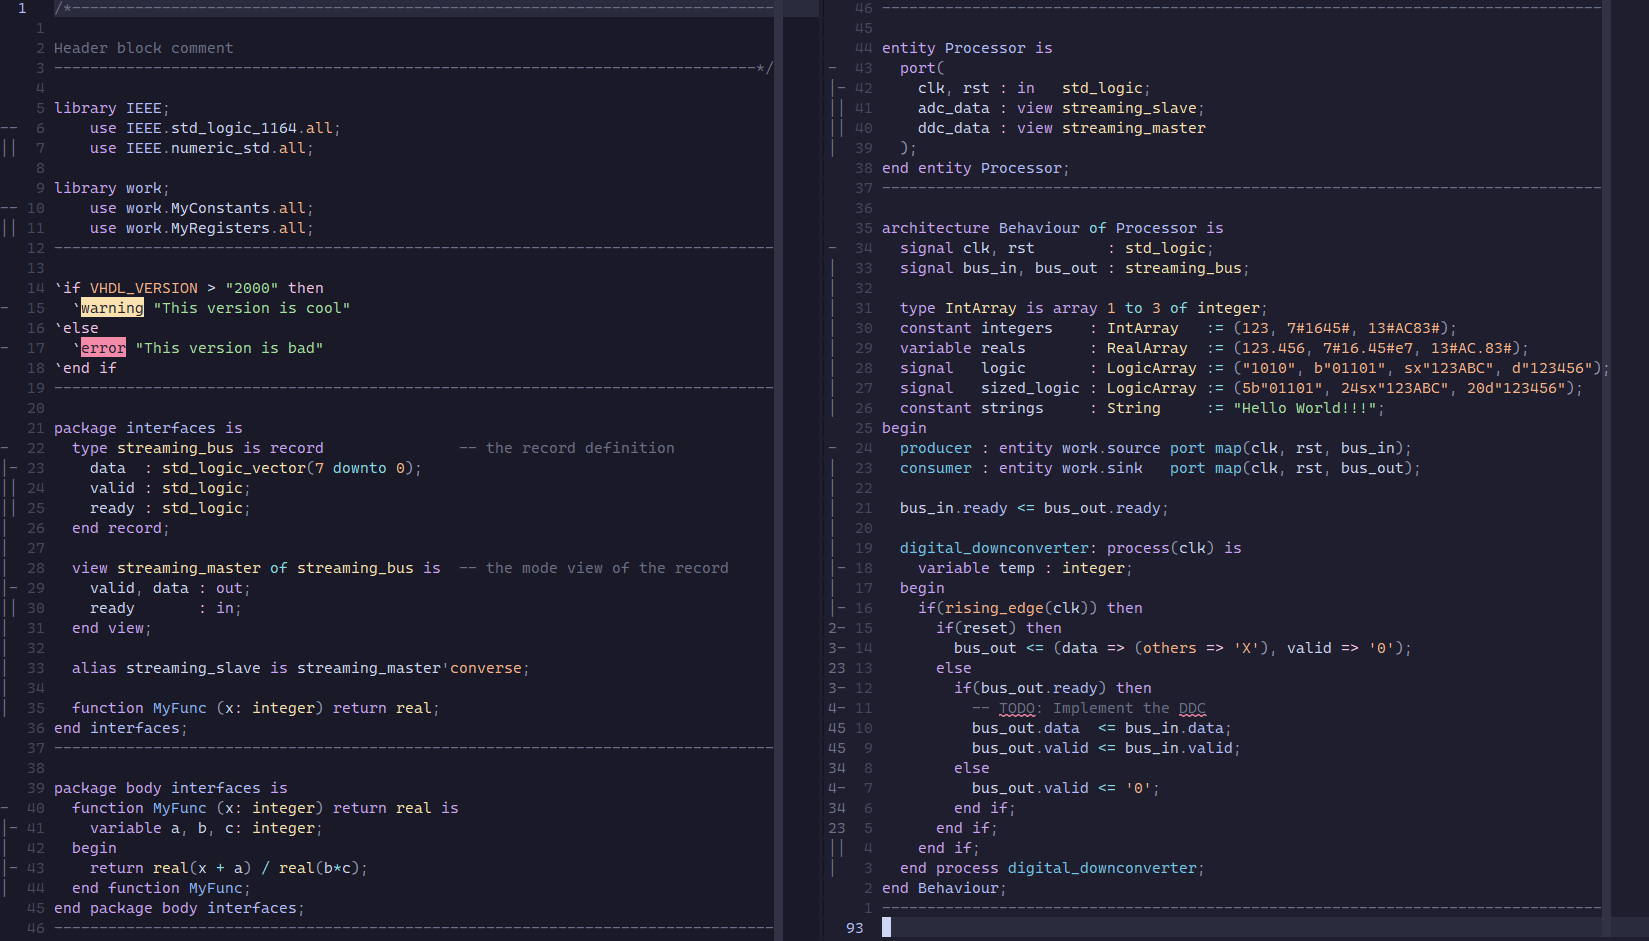 1 /*--------------------------------------------------------------------------------
1
2 Header block comment
3 ------------------------------------------------------------------------------*/
4
5 library IEEE;
6 use IEEE.std_logic_1164.all;
7 use IEEE.numeric_std.all;
8
9 library work;
10 use work.MyConstants.all;
11 use work.MyRegisters.all;
12 --------------------------------------------------------------------------------
13
14 `if VHDL_VERSION > "2000" then
15 `warning "This version is cool"
16 `else
17 `error "This version is bad"
18 `end if
19 --------------------------------------------------------------------------------
20
21 package interfaces is
22 type streaming_bus is record -- the record definition
23 data : std_logic_vector(7 downto 0);
24 valid : std_logic;
25 ready : std_logic;
26 end record;
27
28 view streaming_master of streaming_bus is -- the mode view of the record
29 valid, data : out;
30 ready : in;
31 end view;
32
33 alias streaming_slave is streaming_master'converse;
34
35 function MyFunc (x: integer) return real;
36 end interfaces;
37 --------------------------------------------------------------------------------
38
39 package body interfaces is
40 function MyFunc (x: integer) return real is
41 variable a, b, c: integer;
42 begin
43 return real(x + a) / real(b*c);
44 end function MyFunc;
45 end package body interfaces;
46 --------------------------------------------------------------------------------
46 --------------------------------------------------------------------------------
45
44 entity Processor is
43 port(
42 clk, rst : in std_logic;
41 adc_data : view streaming_slave;
40 ddc_data : view streaming_master
39 );
38 end entity Processor;
37 --------------------------------------------------------------------------------
36
35 architecture Behaviour of Processor is
34 signal clk, rst : std_logic;
33 signal bus_in, bus_out : streaming_bus;
32
31 type IntArray is array 1 to 3 of integer;
30 constant integers : IntArray := (123, 7#1645#, 13#AC83#);
29 variable reals : RealArray := (123.456, 7#16.45#e7, 13#AC.83#);
28 signal logic : LogicArray := ("1010", b"01101", sx"123ABC", d"123456");
27 signal sized_logic : LogicArray := (5b"01101", 24sx"123ABC", 20d"123456");
26 constant strings : String := "Hello World!!!";
25 begin
24 producer : entity work.source port map(clk, rst, bus_in);
23 consumer : entity work.sink port map(clk, rst, bus_out);
22
21 bus_in.ready <= bus_out.ready;
20
19 digital_downconverter: process(clk) is
18 variable temp : integer;
17 begin
16 if(rising_edge(clk)) then
2- 15 if(reset) then
3- 14 bus_out <= (data => (others => 'X'), valid => '0');
23 13 else
3- 12 if(bus_out.ready) then
4- 11 -- TODO: Implement the DDC
45 10 bus_out.data <= bus_in.data;
45 9 bus_out.valid <= bus_in.valid;
34 8 else
4- 7 bus_out.valid <= '0';
34 6 end if;
23 5 end if;
4 end if;
3 end process digital_downconverter;
2 end Behaviour;
1 --------------------------------------------------------------------------------
93